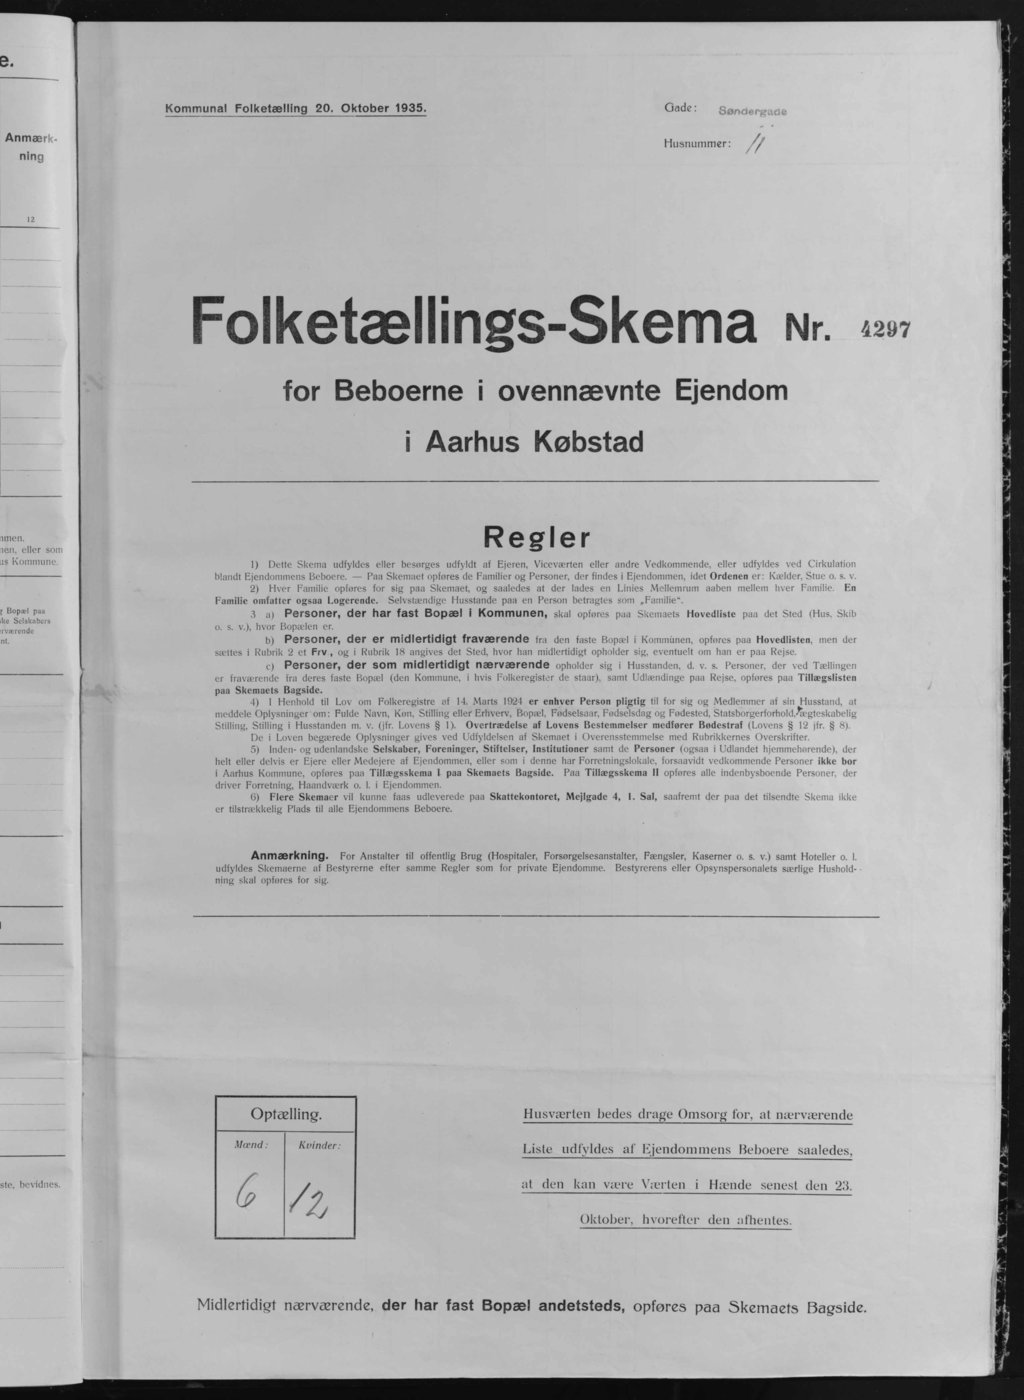 e.
Anmærk-
ning
12
mmen.
nen, eller som
us Kommune.
g Bopæl paa
ske Selskabers
rværende
nt.
ste, bevidnes.
Kommunal Folketælling 20. Oktober 1935.
Gade: Søndergade
Husnummer: 11
Folketællings-Skema Nr. 4297
for Beboerne i ovennævnte Ejendom
i Aarhus Købstad
Regler
1) Dette Skema udfyldes eller besørges udfyldt af Ejeren, Viceværten eller andre Vedkommende, eller udfyldes ved Cirkulation
blandt Ejendommens Beboere. — Paa Skemaet opføres de Familier og Personer, der findes i Ejendommen, idet Ordenen er: Kælder, Stue o. s. v.
2) Hver Familie opføres for sig paa Skemaet, og saaledes at der lades en Linies Mellemrum aaben mellem hver Familie. En
Familie omfatter ogsaa Logerende. Selvstændige Husstande paa en Person betragtes som „Familie“.
3 a) Personer, der har fast Bopæl i Kommunen, skal opføres paa Skemaets Hovedliste paa det Sted (Hus, Skib
o. s. v.), hvor Bopælen er.
b) Personer, der er midlertidigt fraværende fra den faste Bopæl i Kommunen, opføres paa Hovedlisten, men der
sættes i Rubrik 2 et Frv., og i Rubrik 18 angives det Sted, hvor han midlertidigt opholder sig, eventuelt om han er paa Rejse.
c) Personer, der som midlertidigt nærværende opholder sig i Husstanden, d. v. s. Personer, der ved Tællingen
er fraværende fra deres faste Bopæl (den Kommune, i hvis Folkeregister de staar), samt Udlændinge paa Rejse, opføres paa Tillægslisten
paa Skemaets Bagside.
4) I Henhold til Lov om Folkeregistre af 14. Marts 1924 er enhver Person pligtig til for sig og Medlemmer af sin Husstand, at
meddele Oplysninger om: Fulde Navn, Køn, Stilling eller Erhverv, Bopæl, Fødselsaar, Fødselsdag og Fødested, Statsborgerforhold, ægteskabelig
Stilling, Stilling i Husstanden m. v. (jfr. Lovens § 1). Overtrædelse af Lovens Bestemmelser medfører Bødestraf (Lovens § 12 jfr. § 8).
De i Loven begærede Oplysninger gives ved Udfyldelsen af Skemaet i Overensstemmelse med Rubrikkernes Overskrifter.
5) Inden- og udenlandske Selskaber, Foreninger, Stiftelser, Institutioner samt de Personer (ogsaa i Udlandet hjemmehørende), der
helt eller delvis er Ejere eller Medejere af Ejendommen, eller som i denne har Forretningslokale, forsaavidt vedkommende Personer ikke bor
i Aarhus Kommune, opføres paa Tillægsskema I paa Skemaets Bagside. Paa Tillægsskema II opføres alle indenbysboende Personer, der
driver Forretning, Haandværk o. l. i Ejendommen.
6) Flere Skemaer vil kunne faas udleverede paa Skattekontoret, Mejlgade 4, 1. Sal, saafremt der paa det tilsendte Skema ikke
er tilstrækkelig Plads til alle Ejendommens Beboere.
Anmærkning. For Anstalter til offentlig Brug (Hospitaler, Forsørgelsesanstalter, Fængsler, Kaserner o. s. v.) samt Hoteller o. l.
udfyldes Skemaerne af Bestyrerne efter samme Regler som for private Ejendomme. Bestyrerens eller Opsynspersonalets særlige Hushold-
ning skal opføres for sig.
Optælling.
Mænd: Kvinder:
6 12
Husværten bedes drage Omsorg for, at nærværende
Liste udfyldes af Ejendommens Beboere saaledes,
at den kan være Værten i Hænde senest den 23.
Oktober, hvorefter den afhentes.
Midlertidigt nærværende, der har fast Bopæl andetsteds, opføres paa Skemaets Bagside.